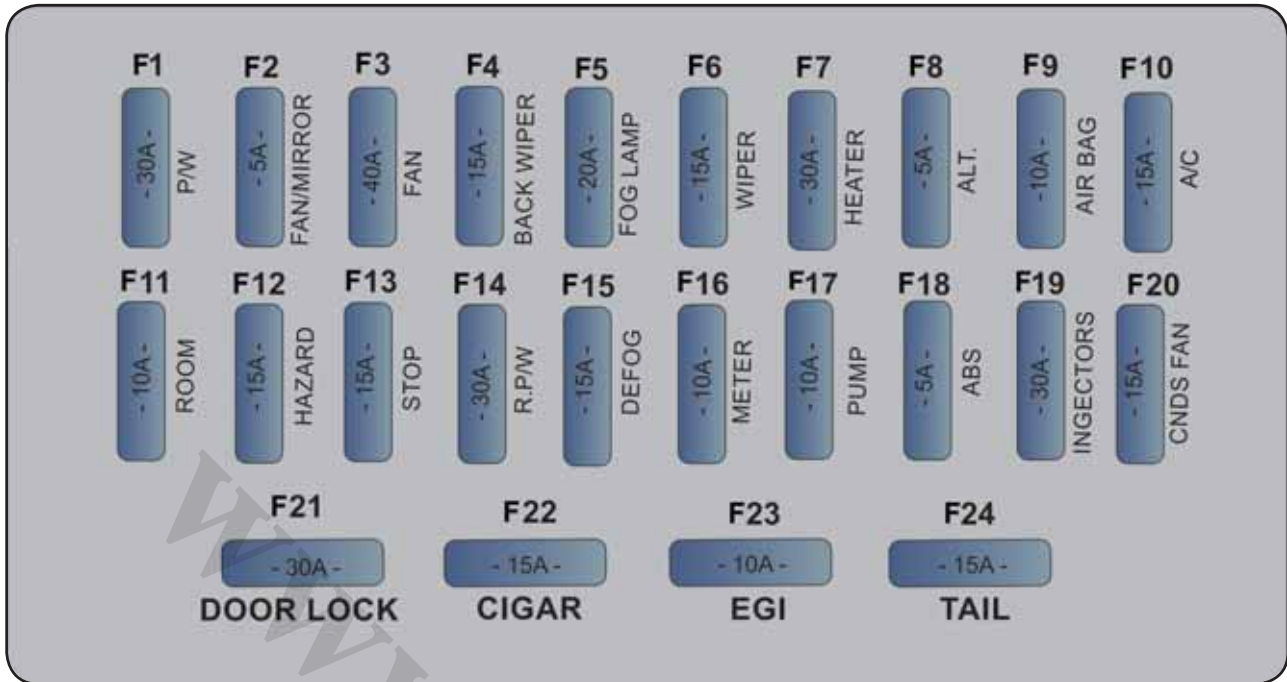 F1 F2 F3 F4 F5 F6 F7 F8 F9 F10
- 30A - P/W
- 5A - FAN/MIRROR
- 40A - FAN
- 15A - BACK WIPER
- 20A - FOG LAMP
- 15A - WIPER
- 30A - HEATER
- 5A - ALT.
- 10A - AIR BAG
- 15A - A/C
F11 F12 F13 F14 F15 F16 F17 F18 F19 F20
- 10A - ROOM
- 15A - HAZARD
- 15A - STOP
- 30A - R.P/W
- 15A - DEFOG
- 10A - METER
- 10A - PUMP
- 5A - ABS
- 30A - INGECTORS
- 15A - CNDS FAN
F21 F22 F23 F24
- 30A - - 15A - - 10A - - 15A -
DOOR LOCK CIGAR EGI TAIL